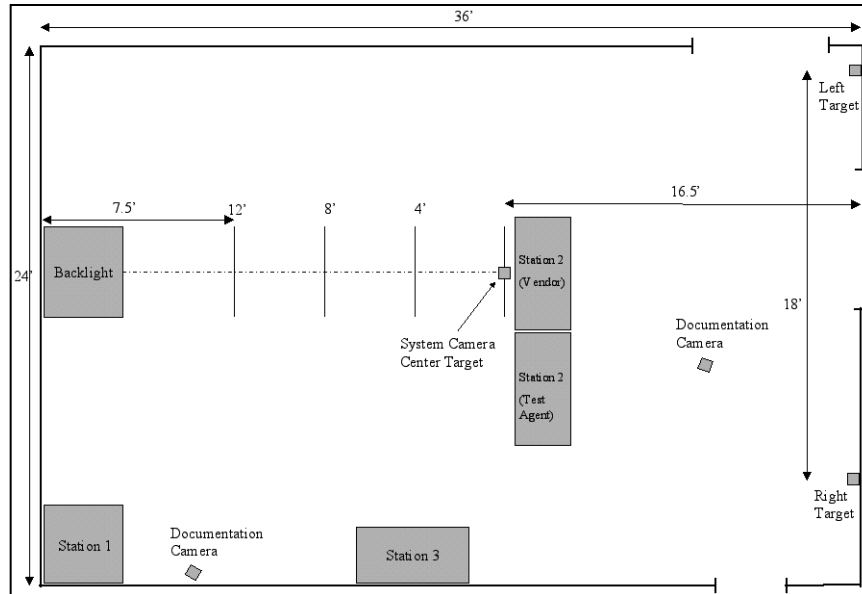 36'
Left
Target
16.5'
7.5'
12'
8'
4'
Backlight
24'
Station 2
(Vendor)
System Camera
Center Target
18'
Documentation
Camera
Station 2
(Test
Agent)
Right
Target
Station 1
Documentation
Camera
Station 3